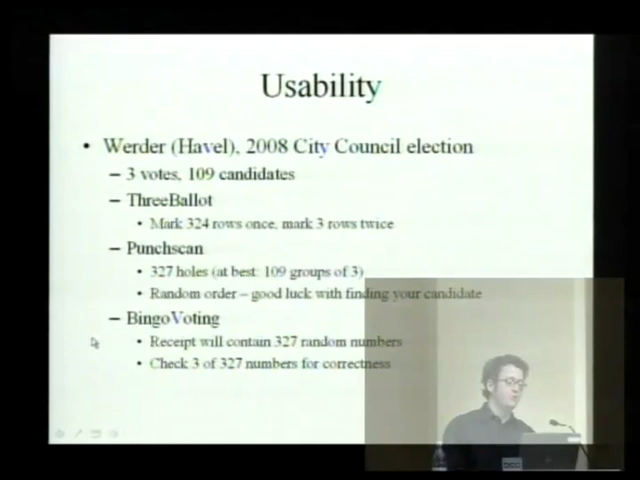 Usability
• Werder (Havel), 2008 City Council election
– 3 votes, 109 candidates
– ThreeBallot
• Mark 324 rows once, mark 3 rows twice
– Punchscan
• 327 holes (at best: 109 groups of 3)
• Random order – good luck with finding your candidate
– BingoVoting
• Receipt will contain 327 random numbers
• Check 3 of 327 numbers for correctness